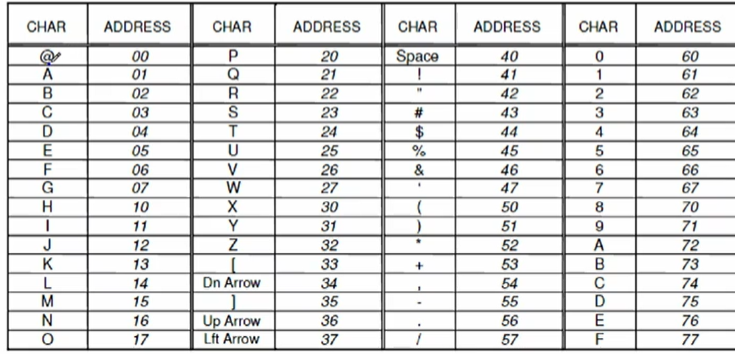 CHAR ADDRESS CHAR ADDRESS CHAR ADDRESS CHAR ADDRESS
@ 00 P 20 Space 40 0 60
A 01 Q 21 ! 41 1 61
B 02 R 22 " 42 2 62
C 03 S 23 # 43 3 63
D 04 T 24 $ 44 4 64
E 05 U 25 % 45 5 65
F 06 V 26 & 46 6 66
G 07 W 27 ' 47 7 67
H 10 X 30 ( 50 8 70
I 11 Y 31 ) 51 9 71
J 12 Z 32 * 52 A 72
K 13 [ 33 + 53 B 73
L 14 Dn Arrow 34 , 54 C 74
M 15 ] 35 - 55 D 75
N 16 Up Arrow 36 . 56 E 76
O 17 Lft Arrow 37 / 57 F 77